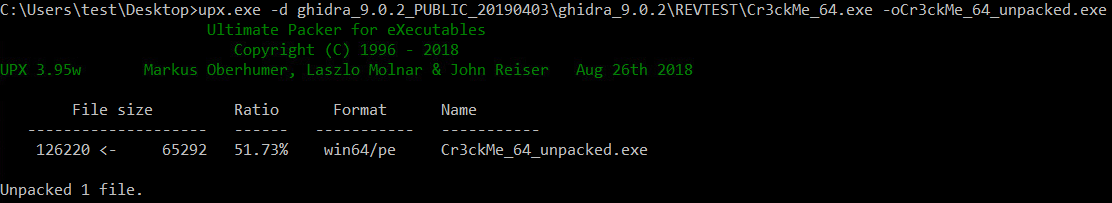 C:\Users\test\Desktop>upx.exe -d ghidra_9.0.2_PUBLIC_20190403\ghidra_9.0.2\REVTEST\Cr3ckMe_64.exe -oCr3ckMe_64_unpacked.exe
Ultimate Packer for eXecutables
Copyright (C) 1996 - 2018
UPX 3.95w       Markus Oberhumer, Laszlo Molnar & John Reiser   Aug 26th 2018
File size         Ratio      Format      Name
--------------------   ------   -----------   -----------
126220 <-     65292   51.73%    win64/pe     Cr3ckMe_64_unpacked.exe
Unpacked 1 file.